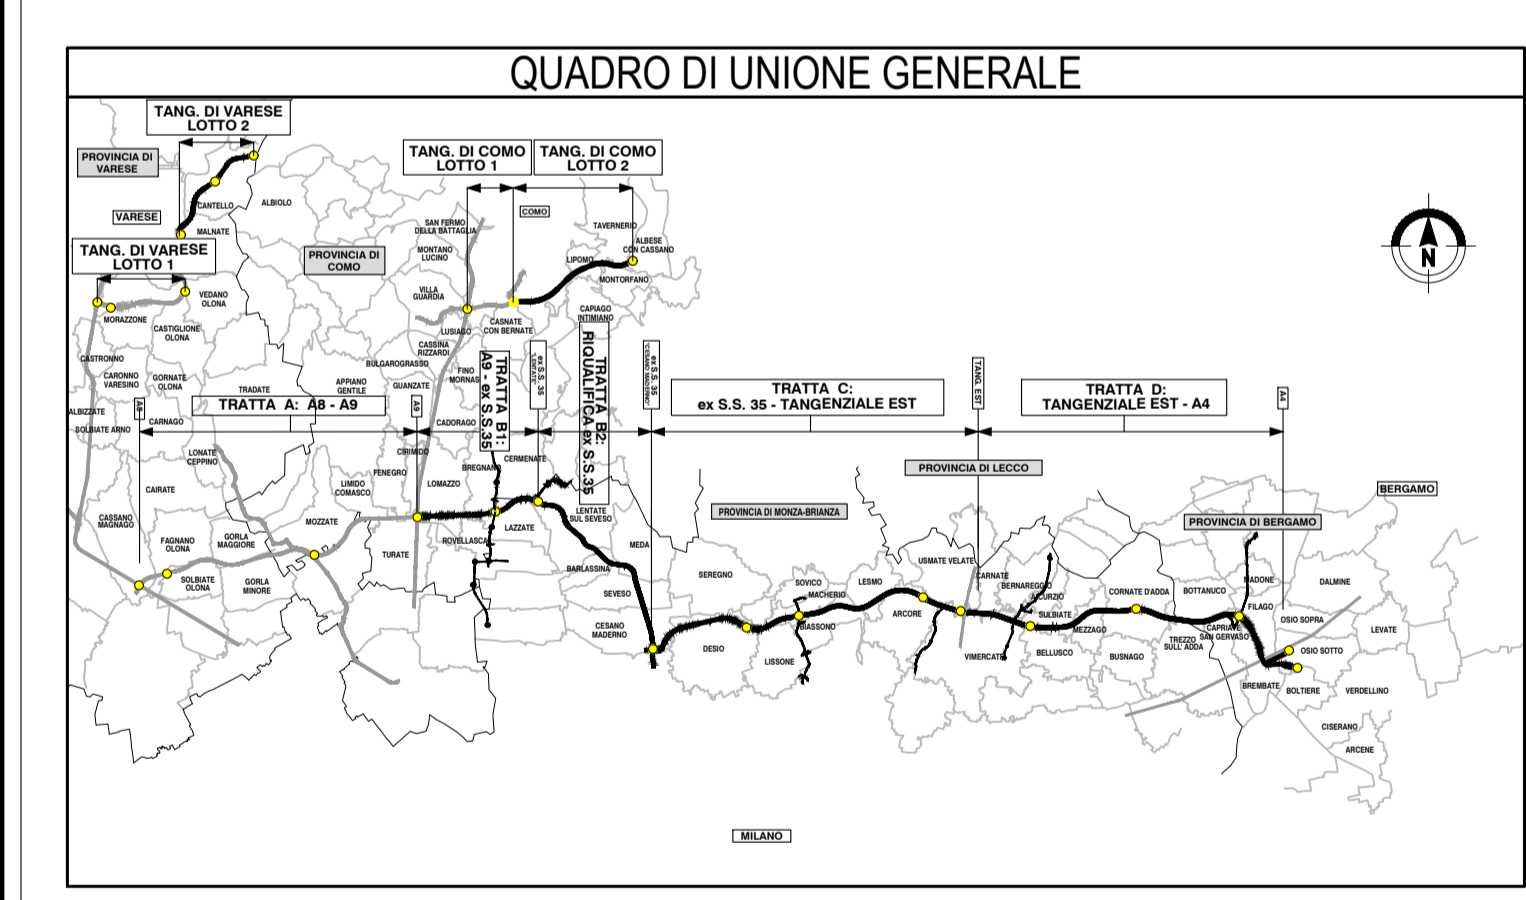 QUADRO DI UNIONE GENERALE
TANG. DI VARESE
LOTTO 2
PROVINCIA DI
VARESE
CANTELLO
ALBIOLO
VARESE
MALNATE
TANG. DI VARESE
LOTTO 1
PROVINCIA DI
COMO
VEDANO
OLONA
MORAZZONE
CASTIGLIONE
OLONA
CASTRONNO
CARONNO
VARESINO
GORNATE
OLONA
TRADATE
ALBIZZATE
CARNAGO
SOLBIATE ARNO
TANG. DI COMO
LOTTO 1
TANG. DI COMO
LOTTO 2
COMO
SAN FERMO
DELLA BATTAGLIA
TAVERNERIO
MONTANO
LUCINO
ALBESE
CON CASSANO
LIPOMO
MONTORFANO
VILLA
GUARDIA
CAPIAGO
INTIMIANO
LUSIAGO
CASNATE
CON BERNATE
CASSINA
RIZZARDI
BULGAROGRASSO
FINO
MORNAS
APPIANO
GENTILE
GUANZATE
CADORAGO
TRATTA A: A8 - A9
A8
A9
TRATTA B1:
A9 - ex S.S.35
ex S.S. 35
"LENTATE"
TRATTA B2:
RIQUALIFICA ex S.S.35
ex S.S. 35
"CESANO MADERNO"
TRATTA C:
ex S.S. 35 - TANGENZIALE EST
TANG. EST
TRATTA D:
TANGENZIALE EST - A4
A4
N
LONATE
CEPPINO
CIRIMIDO
FENEGRO
CERMENATE
BREGNANO
LIMIDO
COMASCO
LOMAZZO
CAIRATE
PROVINCIA DI LECCO
BERGAMO
PROVINCIA DI MONZA-BRIANZA
PROVINCIA DI BERGAMO
CASSANO
MAGNAGO
MOZZATE
LENTATE
SUL SEVESO
LAZZATE
FAGNANO
OLONA
GORLA
MAGGIORE
ROVELLASCA
MEDA
TURATE
BARLASSINA
SOLBIATE
OLONA
GORLA
MINORE
SEVESO
SEREGNO
SOVICO
MACHERIO
LESMO
USMATE VELATE
CARNATE
BERNAREGGIO
AICURZIO
CORNATE D'ADDA
BOTTANUCO
MADONE
DALMINE
CESANO
MADERNO
BIASSONO
ARCORE
SULBIATE
MEZZAGO
FILAGO
OSIO SOPRA
LEVATE
CAPRIATE
SAN GERVASO
TREZZO
SULL' ADDA
DESIO
LISSONE
VIMERCATE
BELLUSCO
BUSNAGO
OSIO SOTTO
BREMBATE
BOLTIERE
VERDELLINO
CISERANO
ARCENE
MILANO